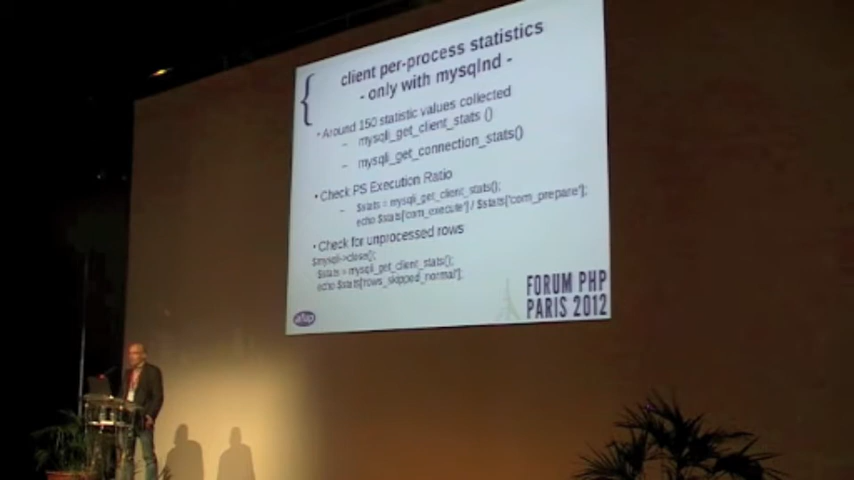 client per-process statistics
- only with mysqlnd -
{
• Around 150 statistic values collected
- mysqli_get_client_stats ()
- mysqli_get_connection_stats()
• Check PS Execution Ratio
- $stats = mysqli_get_client_stats();
echo $stats['com_execute'] / $stats['com_prepare'];
• Check for unprocessed rows
$mysqli->close();
$stats = mysqli_get_client_stats();
echo $stats['rows_skipped_normal'];
afup
FORUM PHP
PARIS 2012